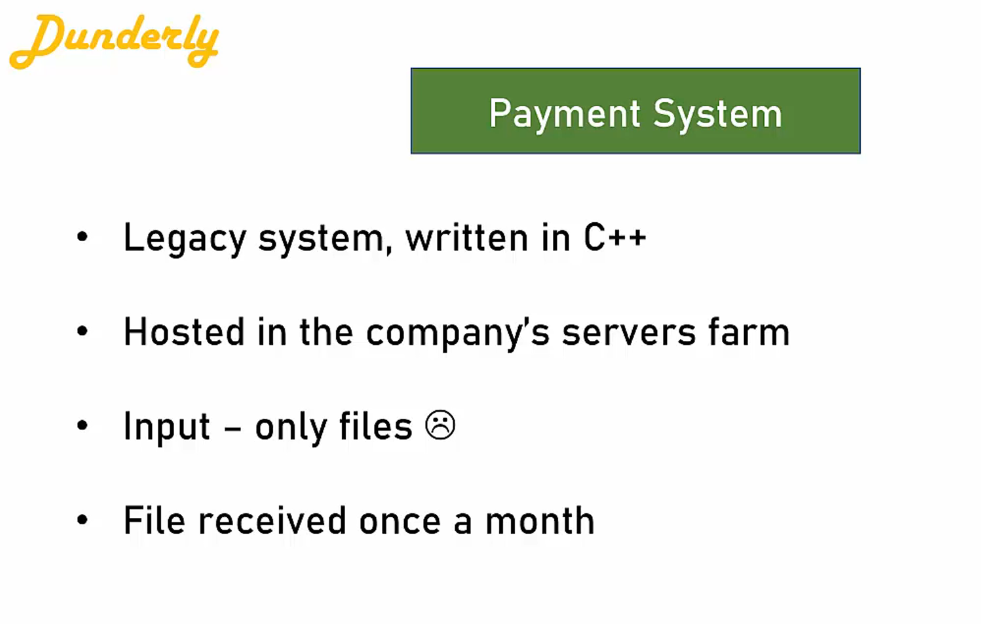 Dunderly
Payment System
• Legacy system, written in C++
• Hosted in the company’s servers farm
• Input – only files ☹
• File received once a month